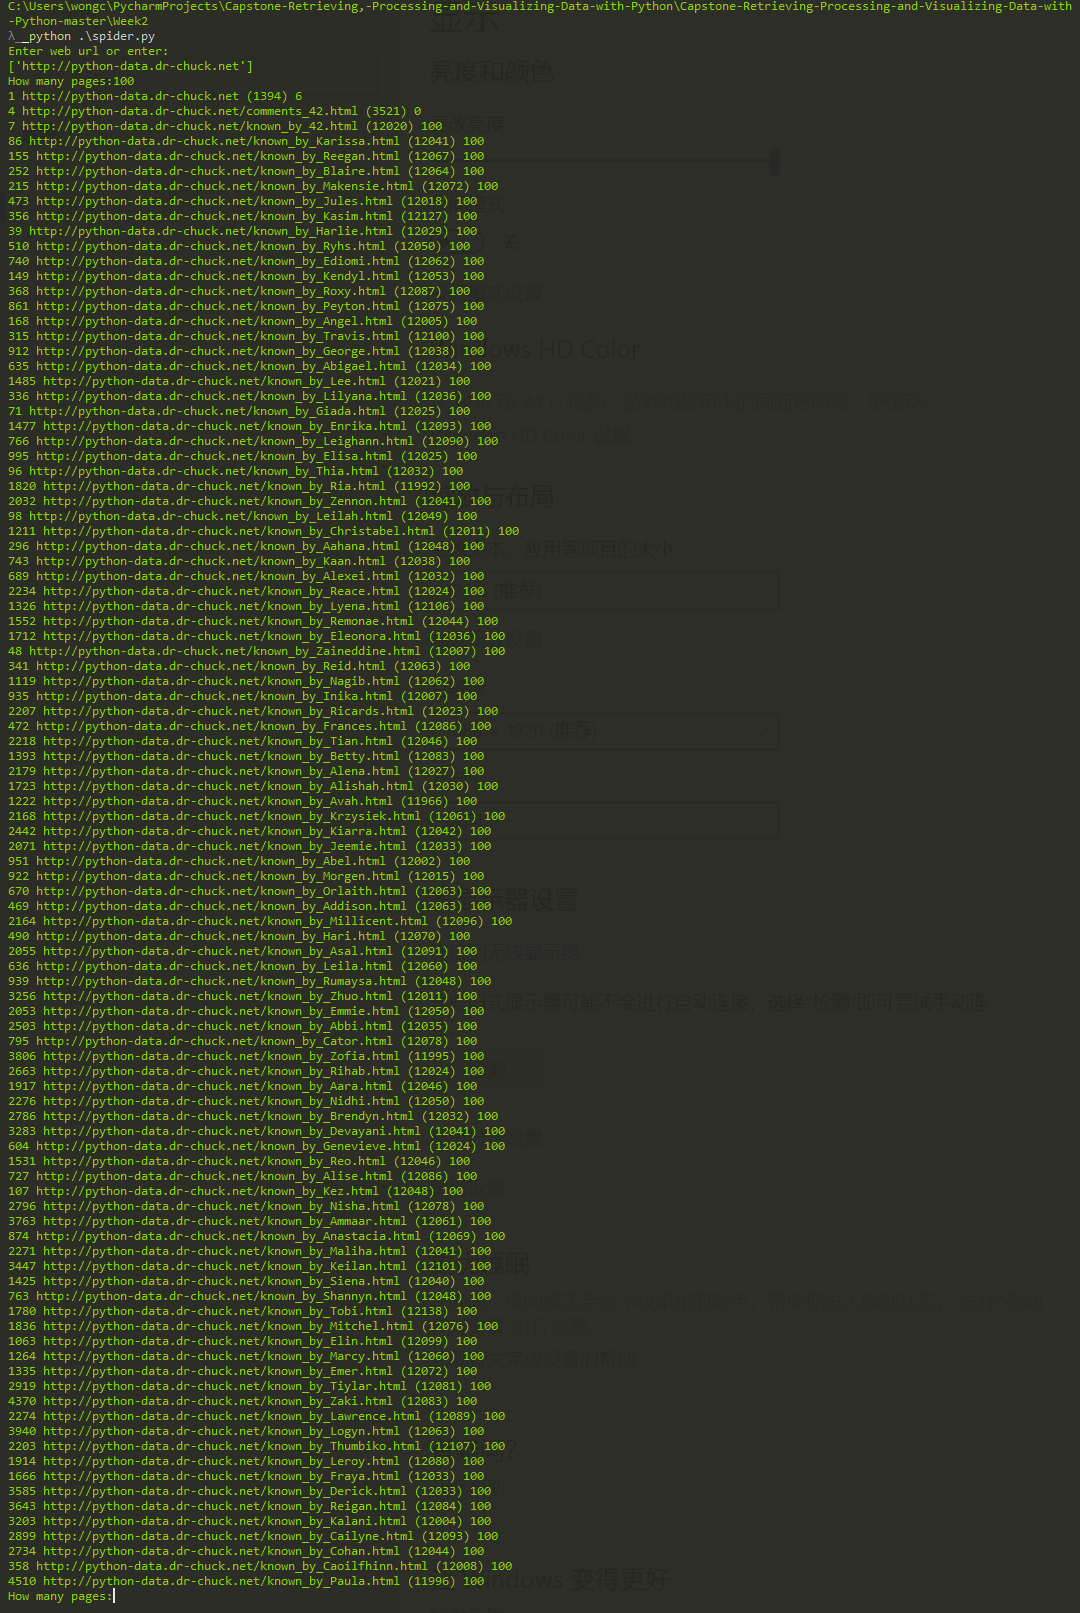 C:\Users\wongc\PycharmProjects\Capstone-Retrieving,-Processing-and-Visualizing-Data-with-Python\Capstone-Retrieving-Processing-and-Visualizing-Data-with
-Python-master\Week2
λ  python .\spider.py
Enter web url or enter:
['http://python-data.dr-chuck.net']
How many pages:100
1 http://python-data.dr-chuck.net (1394) 6
4 http://python-data.dr-chuck.net/comments_42.html (3521) 0
7 http://python-data.dr-chuck.net/known_by_42.html (12020) 100
86 http://python-data.dr-chuck.net/known_by_Karissa.html (12041) 100
155 http://python-data.dr-chuck.net/known_by_Reegan.html (12067) 100
252 http://python-data.dr-chuck.net/known_by_Blaire.html (12064) 100
215 http://python-data.dr-chuck.net/known_by_Makensie.html (12072) 100
473 http://python-data.dr-chuck.net/known_by_Jules.html (12018) 100
356 http://python-data.dr-chuck.net/known_by_Kasim.html (12127) 100
39 http://python-data.dr-chuck.net/known_by_Harlie.html (12029) 100
510 http://python-data.dr-chuck.net/known_by_Ryhs.html (12050) 100
740 http://python-data.dr-chuck.net/known_by_Ediomi.html (12062) 100
149 http://python-data.dr-chuck.net/known_by_Kendyl.html (12053) 100
368 http://python-data.dr-chuck.net/known_by_Roxy.html (12087) 100
861 http://python-data.dr-chuck.net/known_by_Peyton.html (12075) 100
168 http://python-data.dr-chuck.net/known_by_Angel.html (12005) 100
315 http://python-data.dr-chuck.net/known_by_Travis.html (12100) 100
912 http://python-data.dr-chuck.net/known_by_George.html (12038) 100
635 http://python-data.dr-chuck.net/known_by_Abigael.html (12034) 100
1485 http://python-data.dr-chuck.net/known_by_Lee.html (12021) 100
336 http://python-data.dr-chuck.net/known_by_Lilyana.html (12036) 100
71 http://python-data.dr-chuck.net/known_by_Giada.html (12025) 100
1477 http://python-data.dr-chuck.net/known_by_Enrika.html (12093) 100
766 http://python-data.dr-chuck.net/known_by_Leighann.html (12090) 100
995 http://python-data.dr-chuck.net/known_by_Elisa.html (12025) 100
96 http://python-data.dr-chuck.net/known_by_Thia.html (12032) 100
1820 http://python-data.dr-chuck.net/known_by_Ria.html (11992) 100
2032 http://python-data.dr-chuck.net/known_by_Zennon.html (12041) 100
98 http://python-data.dr-chuck.net/known_by_Leilah.html (12049) 100
1211 http://python-data.dr-chuck.net/known_by_Christabel.html (12011) 100
296 http://python-data.dr-chuck.net/known_by_Aahana.html (12048) 100
743 http://python-data.dr-chuck.net/known_by_Kaan.html (12038) 100
689 http://python-data.dr-chuck.net/known_by_Alexei.html (12032) 100
2234 http://python-data.dr-chuck.net/known_by_Reace.html (12024) 100
1326 http://python-data.dr-chuck.net/known_by_Lyena.html (12106) 100
1552 http://python-data.dr-chuck.net/known_by_Remonae.html (12044) 100
1712 http://python-data.dr-chuck.net/known_by_Eleonora.html (12036) 100
48 http://python-data.dr-chuck.net/known_by_Zaineddine.html (12007) 100
341 http://python-data.dr-chuck.net/known_by_Reid.html (12063) 100
1119 http://python-data.dr-chuck.net/known_by_Nagib.html (12062) 100
935 http://python-data.dr-chuck.net/known_by_Inika.html (12007) 100
2207 http://python-data.dr-chuck.net/known_by_Ricards.html (12023) 100
472 http://python-data.dr-chuck.net/known_by_Frances.html (12086) 100
2218 http://python-data.dr-chuck.net/known_by_Tian.html (12046) 100
1393 http://python-data.dr-chuck.net/known_by_Betty.html (12083) 100
2179 http://python-data.dr-chuck.net/known_by_Alena.html (12027) 100
1723 http://python-data.dr-chuck.net/known_by_Alishah.html (12030) 100
1222 http://python-data.dr-chuck.net/known_by_Avah.html (11966) 100
2168 http://python-data.dr-chuck.net/known_by_Krzysiek.html (12061) 100
2442 http://python-data.dr-chuck.net/known_by_Kiarra.html (12042) 100
2071 http://python-data.dr-chuck.net/known_by_Jeemie.html (12033) 100
951 http://python-data.dr-chuck.net/known_by_Abel.html (12002) 100
922 http://python-data.dr-chuck.net/known_by_Morgen.html (12015) 100
670 http://python-data.dr-chuck.net/known_by_Orlaith.html (12063) 100
469 http://python-data.dr-chuck.net/known_by_Addison.html (12063) 100
2164 http://python-data.dr-chuck.net/known_by_Millicent.html (12096) 100
490 http://python-data.dr-chuck.net/known_by_Hari.html (12070) 100
2055 http://python-data.dr-chuck.net/known_by_Asal.html (12091) 100
636 http://python-data.dr-chuck.net/known_by_Leila.html (12060) 100
939 http://python-data.dr-chuck.net/known_by_Rumaysa.html (12048) 100
3256 http://python-data.dr-chuck.net/known_by_Zhuo.html (12011) 100
2053 http://python-data.dr-chuck.net/known_by_Emmie.html (12050) 100
2503 http://python-data.dr-chuck.net/known_by_Abbi.html (12035) 100
795 http://python-data.dr-chuck.net/known_by_Cator.html (12078) 100
3806 http://python-data.dr-chuck.net/known_by_Zofia.html (11995) 100
2663 http://python-data.dr-chuck.net/known_by_Rihab.html (12024) 100
1917 http://python-data.dr-chuck.net/known_by_Aara.html (12046) 100
2276 http://python-data.dr-chuck.net/known_by_Nidhi.html (12050) 100
2786 http://python-data.dr-chuck.net/known_by_Brendyn.html (12032) 100
3283 http://python-data.dr-chuck.net/known_by_Devayani.html (12041) 100
604 http://python-data.dr-chuck.net/known_by_Genevieve.html (12024) 100
1531 http://python-data.dr-chuck.net/known_by_Reo.html (12046) 100
727 http://python-data.dr-chuck.net/known_by_Alise.html (12086) 100
107 http://python-data.dr-chuck.net/known_by_Kez.html (12048) 100
2796 http://python-data.dr-chuck.net/known_by_Nisha.html (12078) 100
3763 http://python-data.dr-chuck.net/known_by_Ammaar.html (12061) 100
874 http://python-data.dr-chuck.net/known_by_Anastacia.html (12069) 100
2271 http://python-data.dr-chuck.net/known_by_Maliha.html (12041) 100
3447 http://python-data.dr-chuck.net/known_by_Keilan.html (12101) 100
1425 http://python-data.dr-chuck.net/known_by_Siena.html (12040) 100
763 http://python-data.dr-chuck.net/known_by_Shannyn.html (12048) 100
1780 http://python-data.dr-chuck.net/known_by_Tobi.html (12138) 100
1836 http://python-data.dr-chuck.net/known_by_Mitchel.html (12076) 100
1063 http://python-data.dr-chuck.net/known_by_Elin.html (12099) 100
1264 http://python-data.dr-chuck.net/known_by_Marcy.html (12060) 100
1335 http://python-data.dr-chuck.net/known_by_Emer.html (12072) 100
2919 http://python-data.dr-chuck.net/known_by_Tiylar.html (12081) 100
4370 http://python-data.dr-chuck.net/known_by_Zaki.html (12083) 100
2274 http://python-data.dr-chuck.net/known_by_Lawrence.html (12089) 100
3940 http://python-data.dr-chuck.net/known_by_Logyn.html (12063) 100
2203 http://python-data.dr-chuck.net/known_by_Thumbiko.html (12107) 100
1914 http://python-data.dr-chuck.net/known_by_Leroy.html (12080) 100
1666 http://python-data.dr-chuck.net/known_by_Fraya.html (12033) 100
3585 http://python-data.dr-chuck.net/known_by_Derick.html (12033) 100
3643 http://python-data.dr-chuck.net/known_by_Reigan.html (12084) 100
3203 http://python-data.dr-chuck.net/known_by_Kalani.html (12004) 100
2899 http://python-data.dr-chuck.net/known_by_Cailyne.html (12093) 100
2734 http://python-data.dr-chuck.net/known_by_Cohan.html (12044) 100
358 http://python-data.dr-chuck.net/known_by_Caoilfhinn.html (12008) 100
4510 http://python-data.dr-chuck.net/known_by_Paula.html (11996) 100
How many pages: